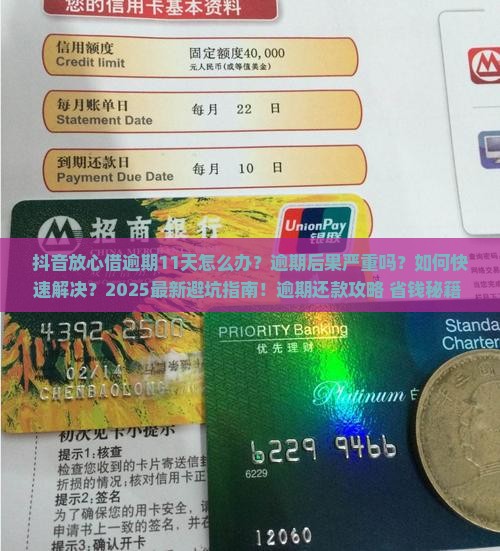 您的信用卡基本资料
信用额度
Credit limit
固定额度40,000
元人民币(或等值美金)
每月账单日
Statement Date
每月 22 日
到期还款日
Payment Due Date
每月 10 日
招商银行
CHINA MERCHANTS BANK
UnionPay
银联
抖音放心借逾期11天怎么办？逾期后果严重吗？如何快
速解决？2025最新避坑指南！逾期还款攻略 省钱秘籍
4392 2500
02/14
CHENBAOLONG
PRIORITY Banking
优先理财
Standa
Charter
Platinum 白
6229 9466
6229
12060
初次见卡小提示
提示1:核查
检查您收到的卡片寄送信封
折损的情况;核对信用卡正
提示2:签名
为了确保您的用卡安全，请
申请书上一致的签名，并在
提示3:确认开卡